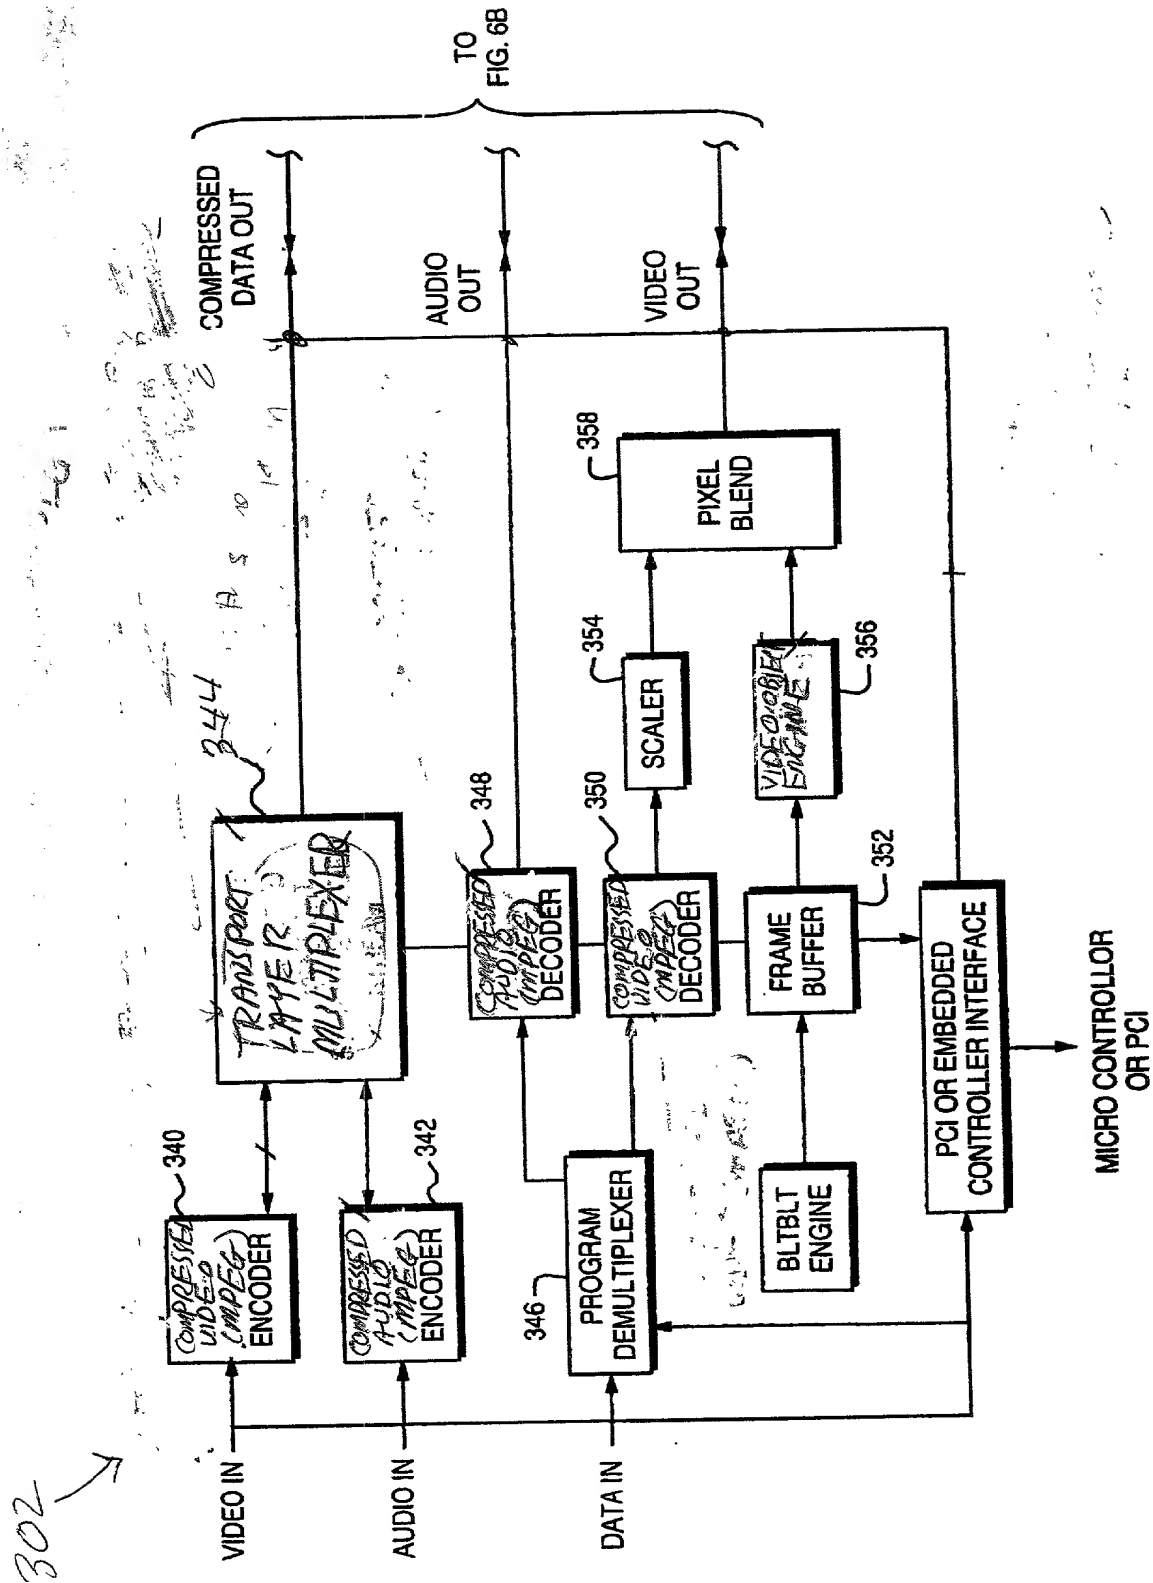 302
VIDEO IN
AUDIO IN
DATA IN
340
COMPRESSED
VIDEO
(MPEG)
ENCODER
342
COMPRESSED
AUDIO
(MPEG)
ENCODER
344
TRANSPORT
LAYER
MULTIPLEXER
346
PROGRAM
DEMULTIPLEXER
348
COMPRESSED
AUDIO
(MPEG)
DECODER
350
COMPRESSED
VIDEO
(MPEG)
DECODER
BLTBLT
ENGINE
FRAME
BUFFER
352
354
SCALER
VIDEO OBJECT
ENGINE
356
358
PIXEL
BLEND
PCI OR EMBEDDED
CONTROLLER INTERFACE
MICRO CONTROLLOR
OR PCI
COMPRESSED
DATA OUT
AUDIO
OUT
VIDEO
OUT
TO
FIG. 6B